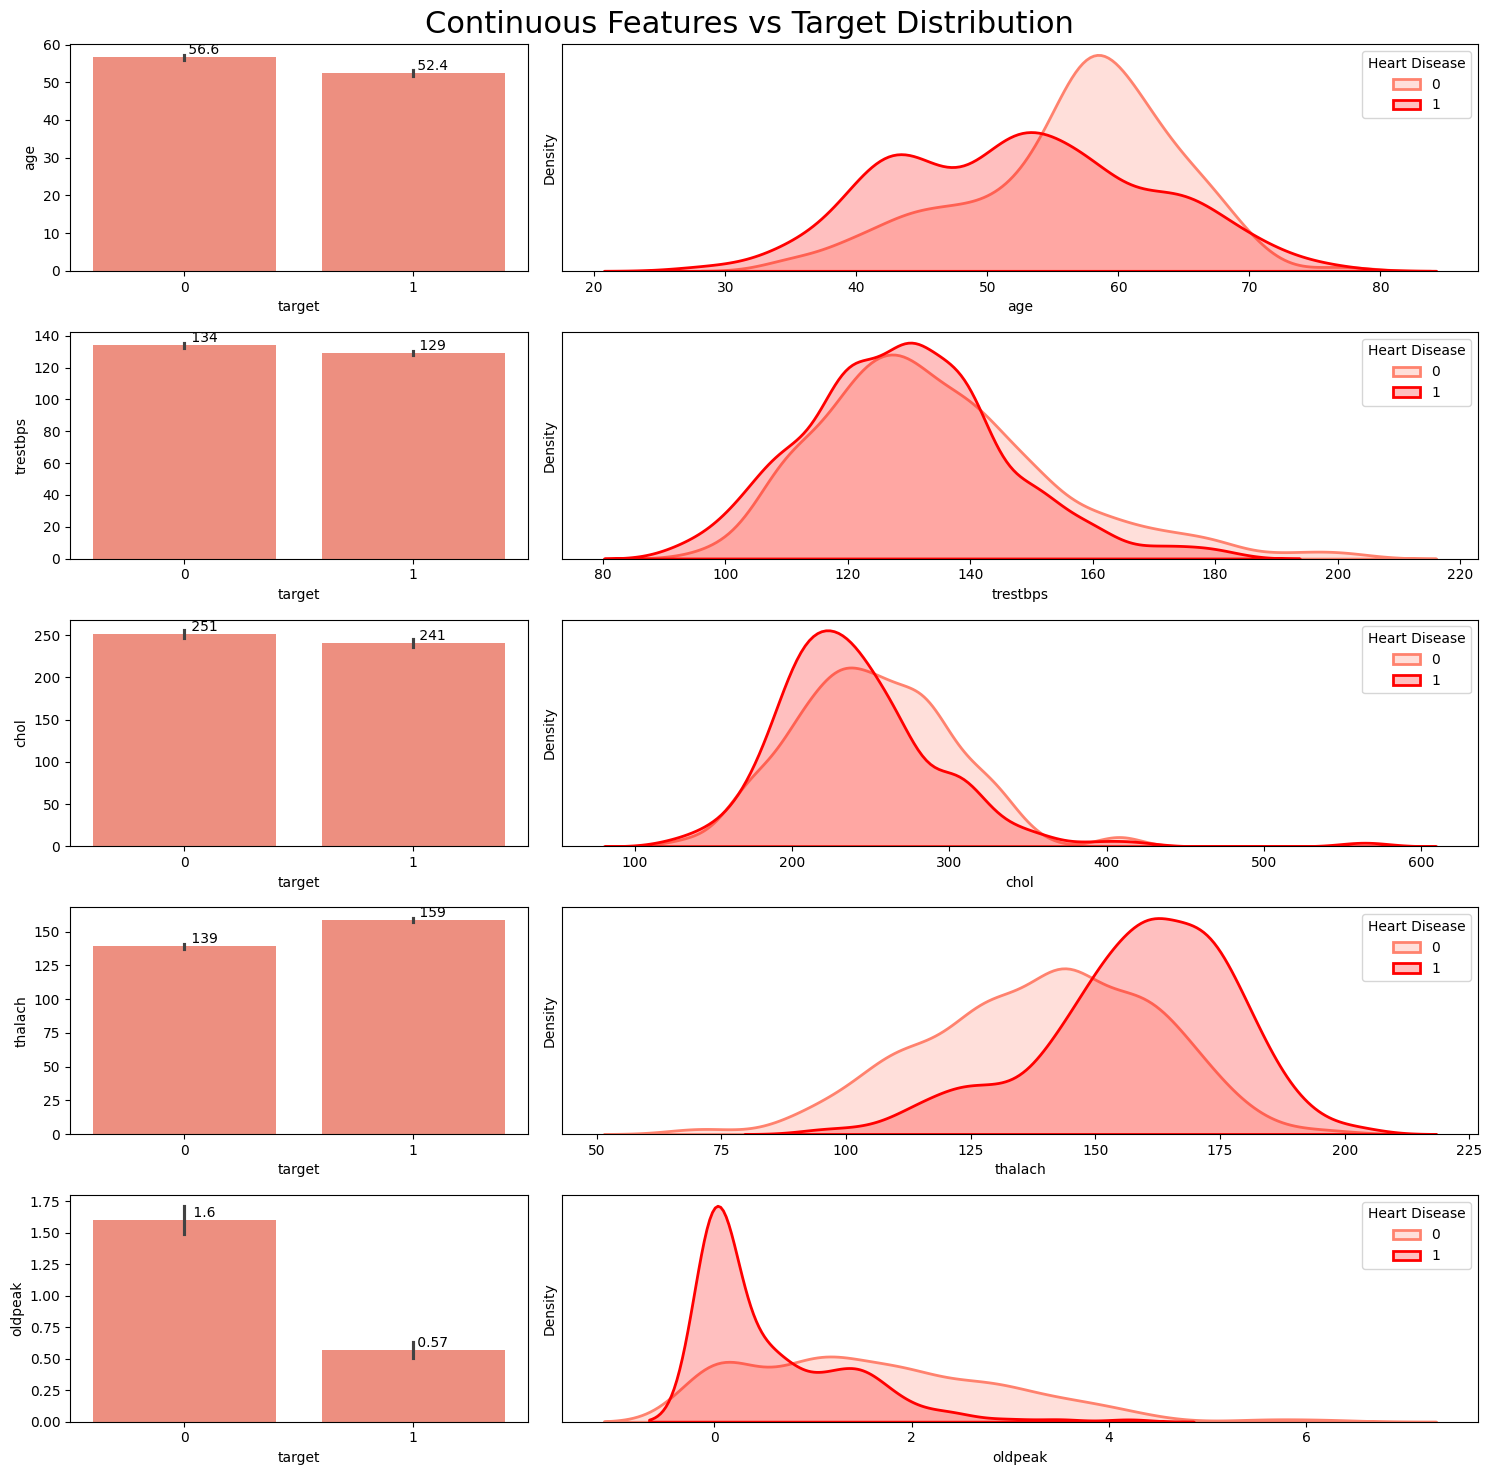 Continuous Features vs Target Distribution
60
50
40
30
20
10
0
age
56.6
52.4
0 1
target
Density
Heart Disease
0
1
20 30 40 50 60 70 80
age
140
120
100
80
60
40
20
0
trestbps
134
129
0 1
target
Density
Heart Disease
0
1
80 100 120 140 160 180 200 220
trestbps
250
200
150
100
50
0
chol
251
241
0 1
target
Density
Heart Disease
0
1
100 200 300 400 500 600
chol
150
125
100
75
50
25
0
thalach
139
159
0 1
target
Density
Heart Disease
0
1
50 75 100 125 150 175 200 225
thalach
1.75
1.50
1.25
1.00
0.75
0.50
0.25
0.00
oldpeak
1.6
0.57
0 1
target
Density
Heart Disease
0
1
0 2 4 6
oldpeak